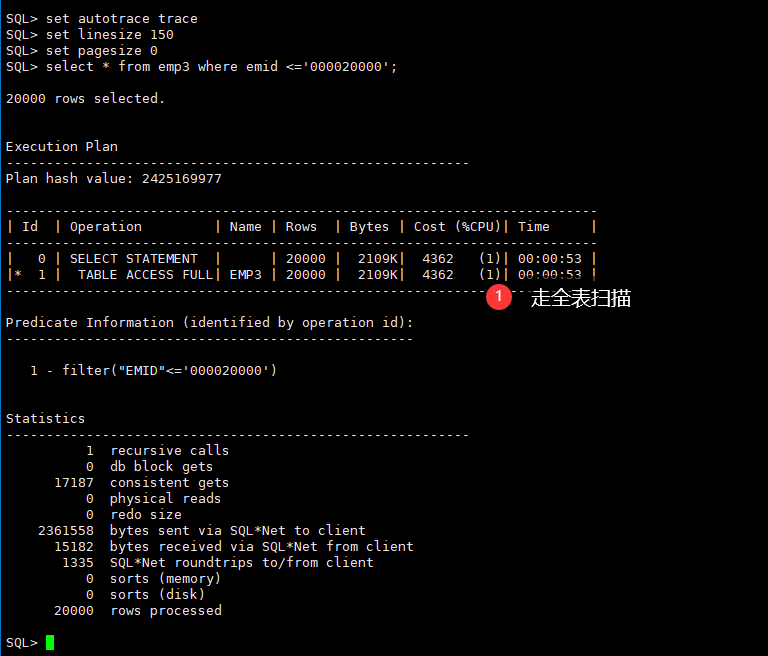 SQL> set autotrace trace
SQL> set linesize 150
SQL> set pagesize 0
SQL> select * from emp3 where emid <='000020000';
20000 rows selected.
Execution Plan
----------------------------------------------------------
Plan hash value: 2425169977
--------------------------------------------------------------------------
| Id  | Operation         | Name | Rows  | Bytes | Cost (%CPU)| Time     |
--------------------------------------------------------------------------
|   0 | SELECT STATEMENT  |      | 20000 |  2109K|  4362   (1)| 00:00:53 |
|*  1 |  TABLE ACCESS FULL| EMP3 | 20000 |  2109K|  4362   (1)| 00:00:53 |
--------------------------------------------------------------------------
1 走全表扫描
Predicate Information (identified by operation id):
---------------------------------------------------
   1 - filter("EMID"<='000020000')
Statistics
----------------------------------------------------------
          1  recursive calls
          0  db block gets
      17187  consistent gets
          0  physical reads
          0  redo size
    2361558  bytes sent via SQL*Net to client
      15182  bytes received via SQL*Net from client
       1335  SQL*Net roundtrips to/from client
          0  sorts (memory)
          0  sorts (disk)
      20000  rows processed
SQL>